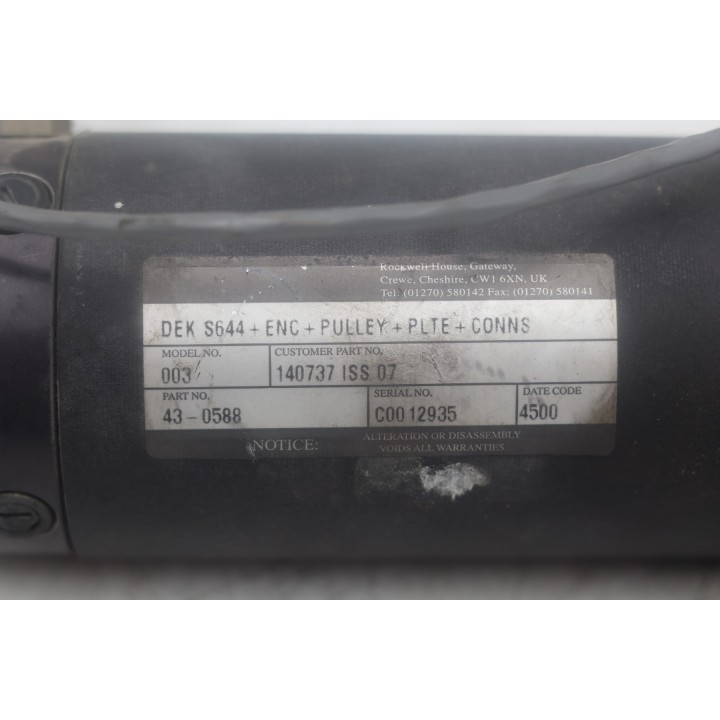 Rockwell House, Gateway,
Crewe, Cheshire, CW1 6XN, UK
Tel: (01270) 580142 Fax: (01270) 580141
DEK S644 + ENC + PULLEY + PLTE + CONNS
MODEL NO. CUSTOMER PART NO.
003 140737 ISS 07
PART NO. SERIAL NO. DATE CODE
43-0588 C0012935 4500
NOTICE: ALTERATION OR DISASSEMBLY
VOIDS ALL WARRANTIES